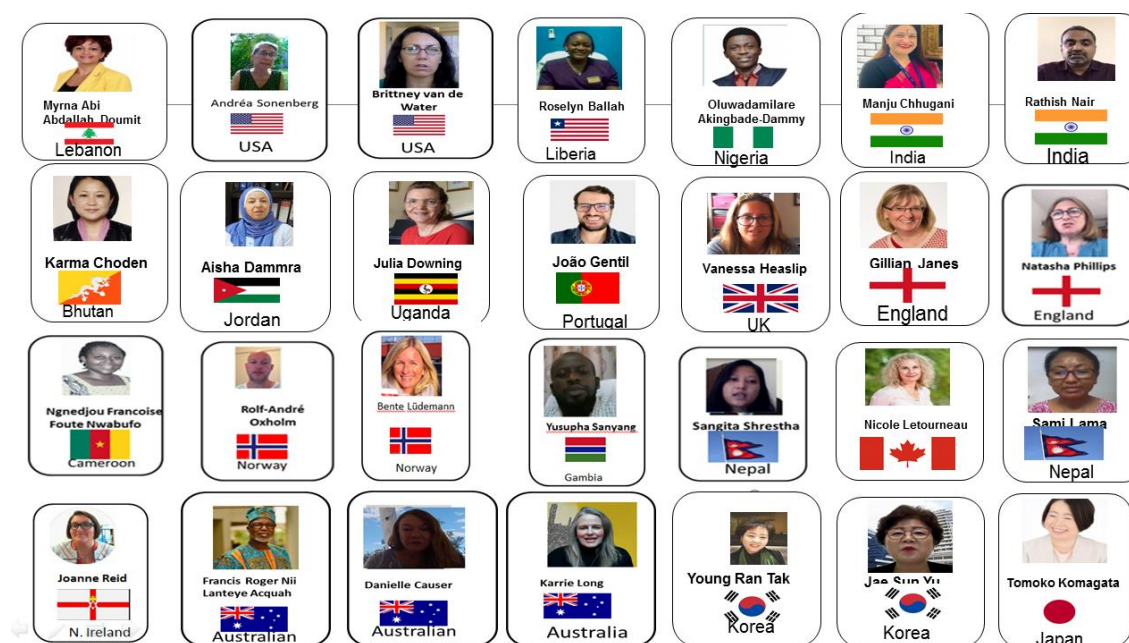 Myrna Abi
Abdallah Doumit
Lebanon
Andréa Sonenberg
USA
Brittney van de
Water
USA
Roselyn Ballah
Liberia
Oluwadamilare
Akingbade-Dammy
Nigeria
Manju Chhugani
India
Rathish Nair
India
Karma Choden
Bhutan
Aisha Dammra
Jordan
Julia Downing
Uganda
João Gentil
Portugal
Vanessa Heaslip
UK
Gillian Janes
England
Natasha Phillips
England
Ngnedjou Francoise
Foute Nwabufo
Cameroon
Rolf-André
Oxholm
Norway
Bente Lüdemann
Norway
Yusupha Sanyang
Gambia
Sangita Shrestha
Nepal
Nicole Letourneau
Sami Lama
Nepal
Joanne Reid
N. Ireland
Francis Roger Nii
Lanteye Acquah
Australian
Danielle Causer
Australian
Karrie Long
Australia
Young Ran Tak
Korea
Jae Sun Yu
Korea
Tomoko Komagata
Japan